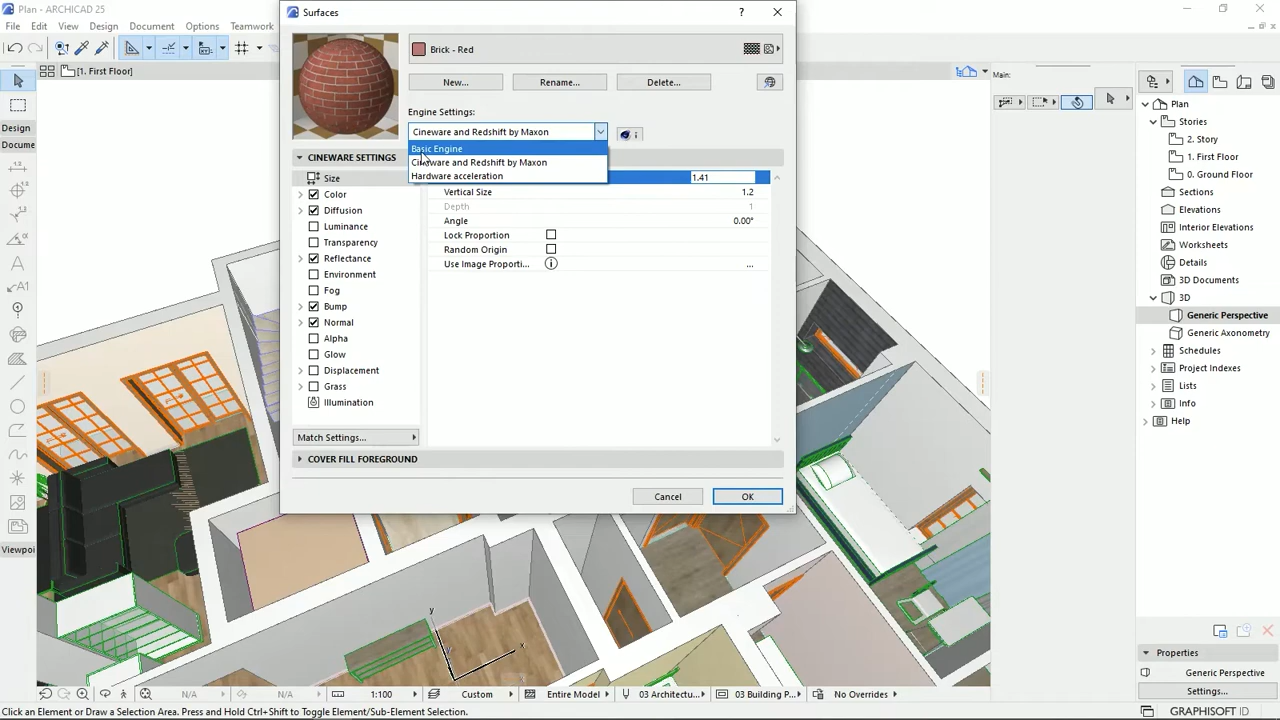 Plan - ARCHICAD 25
File Edit View Design Document Options Teamwork
[1. First Floor]
Design
Docume
Viewpoi
Surfaces
?
Brick - Red
New... Rename... Delete...
Engine Settings:
Cineware and Redshift by Maxon
Basic Engine
Cineware and Redshift by Maxon
Hardware acceleration
CINEWARE SETTINGS
Size
Color
Diffusion
Luminance
Transparency
Reflectance
Environment
Fog
Bump
Normal
Alpha
Glow
Displacement
Grass
Illumination
Match Settings...
1.41
Vertical Size 1.2
Depth 1
Angle 0.00°
Lock Proportion
Random Origin
Use Image Proporti... ...
COVER FILL FOREGROUND
Cancel OK
Main:
Plan
Stories
2. Story
1. First Floor
0. Ground Floor
Sections
Elevations
Interior Elevations
Worksheets
Details
3D Documents
3D
Generic Perspective
Generic Axonometry
Schedules
Project Indexes
Lists
Info
Help
Properties
Generic Perspective
Settings...
y
y
x
x
N/A N/A 1:100 Custom Entire Model 03 Architectu... 03 Building P... No Overrides
Click an Element or Draw a Selection Area. Press and Hold Ctrl+Shift to Toggle Element/Sub-Element Selection.
GRAPHISOFT ID